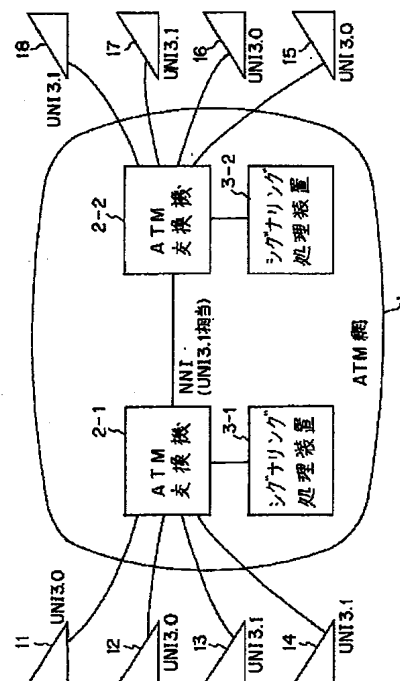 11
UNI3.0
12
UNI3.0
13
UNI3.1
14
UNI3.1
2-1
ATM
交換機
3-1
シグナリング
処理装置
NNI
(UNI3.1相当)
2-2
ATM
交換機
3-2
シグナリング
処理装置
ATM網
1
18
UNI3.1
17
UNI3.1
16
UNI3.0
15
UNI3.0